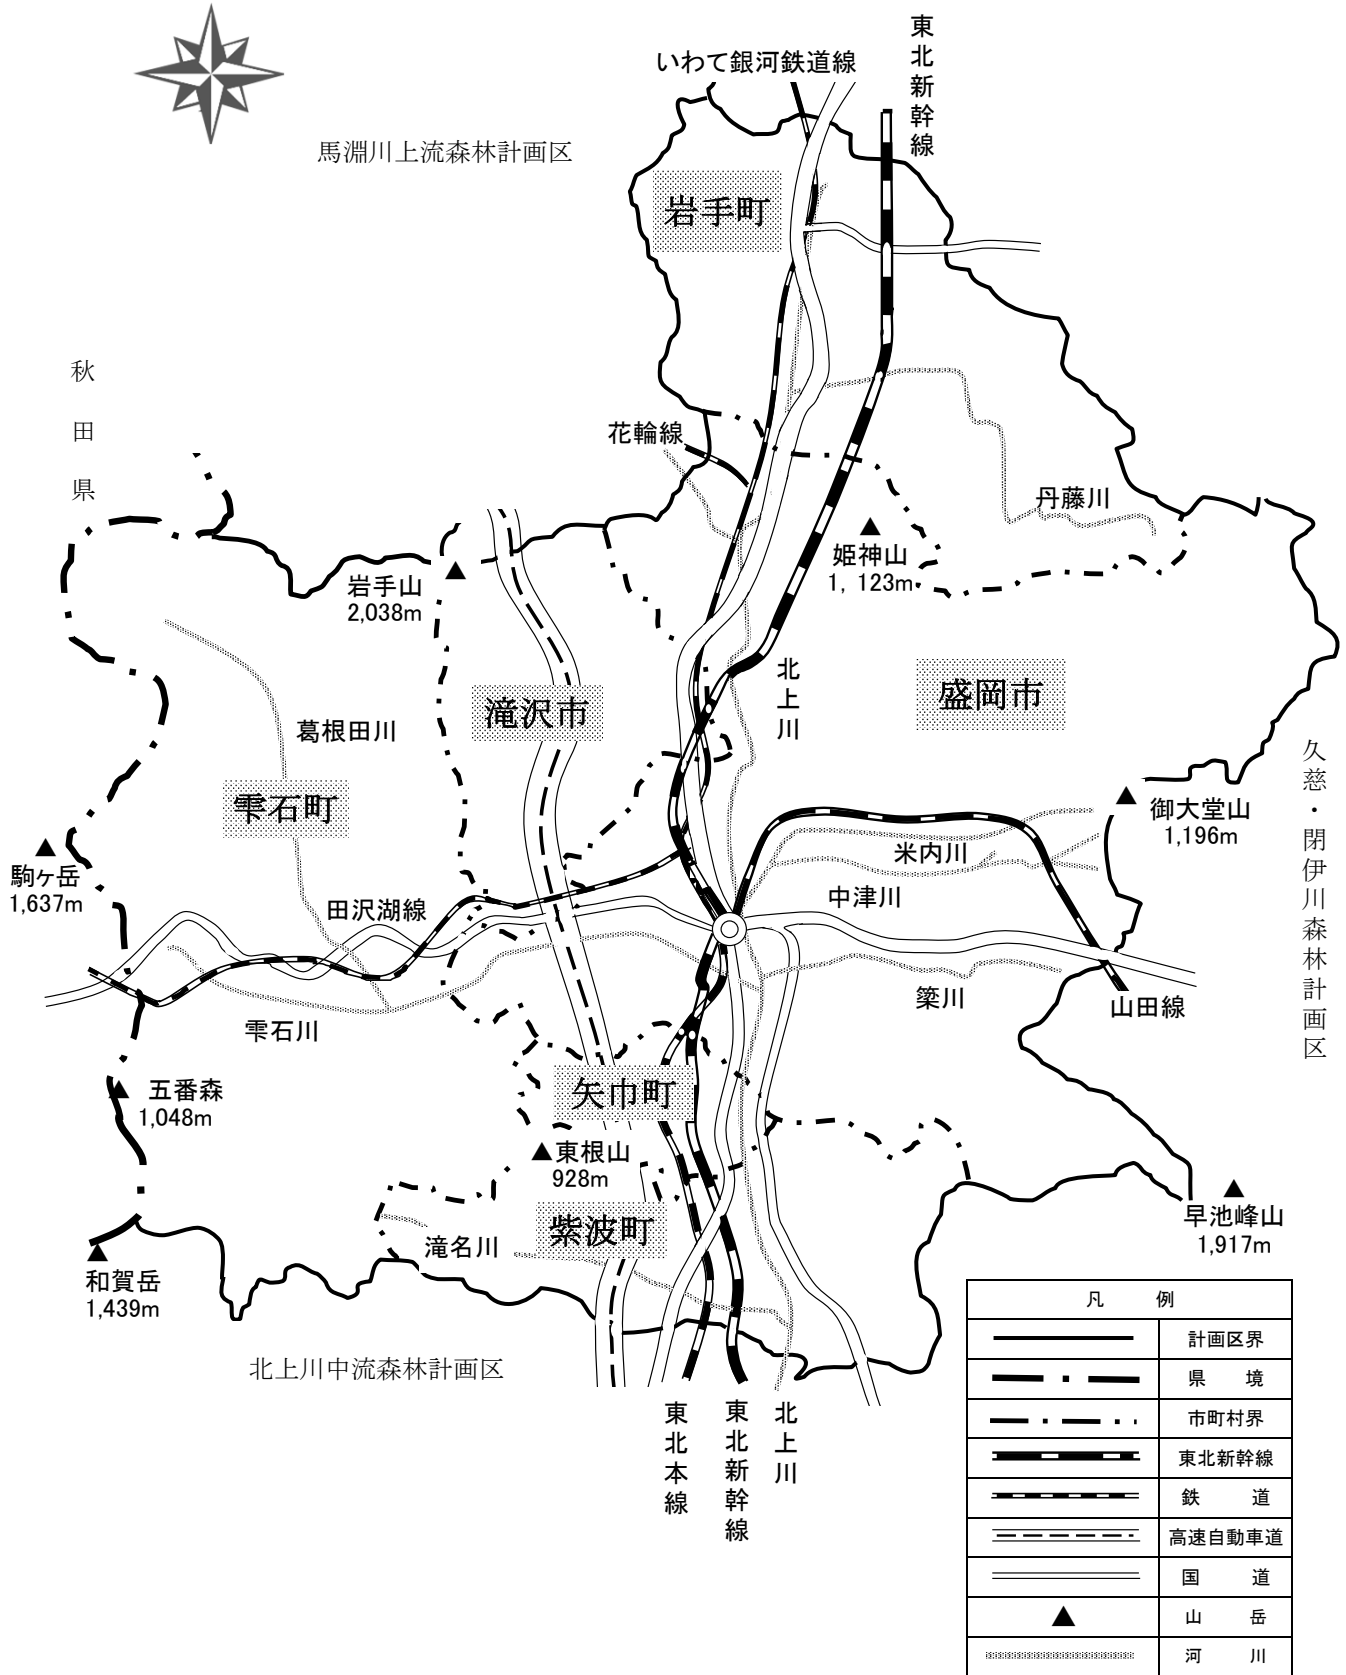 いわて銀河鉄道線
東北新幹線
馬淵川上流森林計画区
岩手町
秋田県
花輪線
丹藤川
姫神山
1,123m
岩手山
2,038m
北上川
盛岡市
滝沢市
葛根田川
久慈・閉伊川森林計画区
雫石町
御大堂山
1,196m
米内川
駒ヶ岳
1,637m
中津川
田沢湖線
簗川
山田線
雫石川
五番森
1,048m
矢巾町
東根山
928m
紫波町
早池峰山
1,917m
滝名川
和賀岳
1,439m
北上川中流森林計画区
東北本線
東北新幹線
北上川
凡 例
計画区界
県 境
市町村界
東北新幹線
鉄 道
高速自動車道
国 道
山 岳
河 川